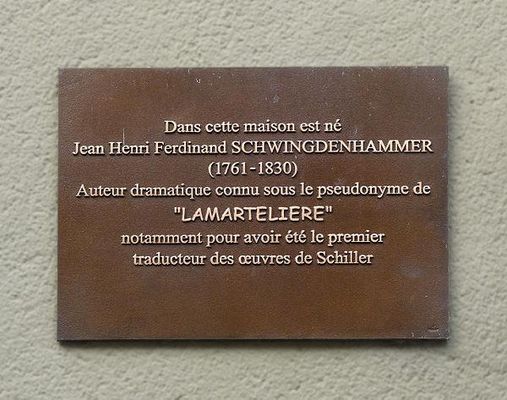 Dans cette maison est né
Jean Henri Ferdinand SCHWINGDENHAMMER
(1761-1830)
Auteur dramatique connu sous le pseudonyme de
"LAMARTELIERE"
notamment pour avoir été le premier
traducteur des œuvres de Schiller